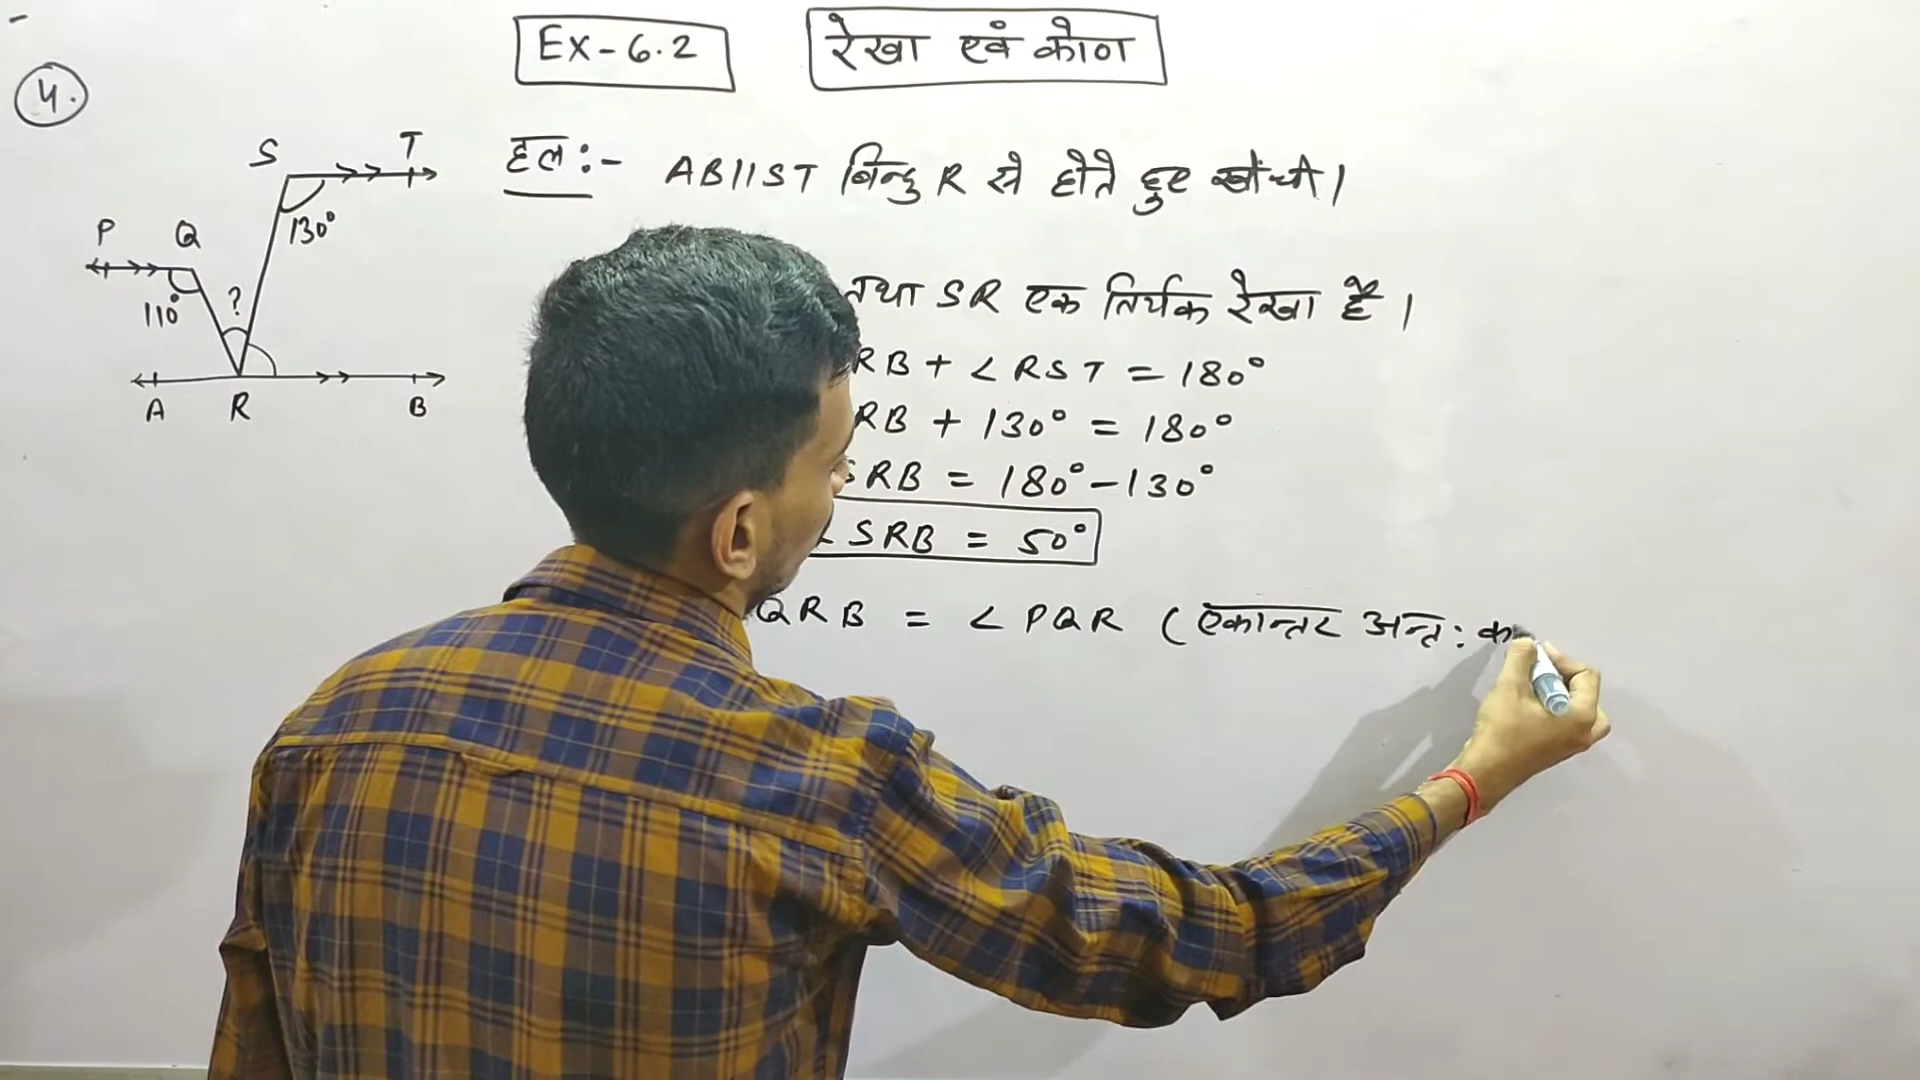 Ex-6.2
रेखा एवं कोण
4.
S T
130°
P Q
110°
?
A R B
हल:- AB||ST बिन्दु R से होते हुए खींची।
तथा SR एक तिर्यक रेखा है।
RB + ∠RST = 180°
RB + 130° = 180°
SRB = 180° - 130°
∠SRB = 50°
QRB = ∠PQR (एकान्तर अन्त: क